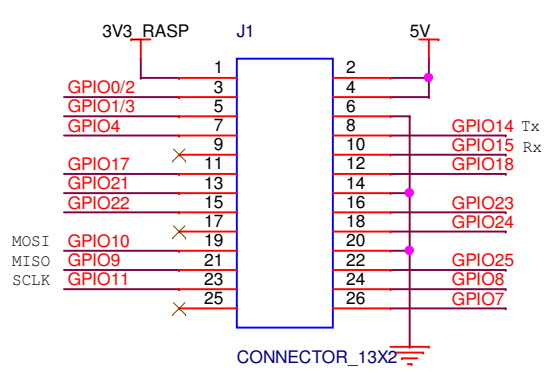 3V3_RASP J1 5V
1 2
GPIO0/2 3 4
GPIO1/3 5 6
GPIO4 7 8 GPIO14 Tx
9 10 GPIO15 Rx
GPIO17 11 12 GPIO18
GPIO21 13 14
GPIO22 15 16 GPIO23
17 18 GPIO24
MOSI GPIO10 19 20
MISO GPIO9 21 22 GPIO25
SCLK GPIO11 23 24 GPIO8
25 26 GPIO7
CONNECTOR_13X2